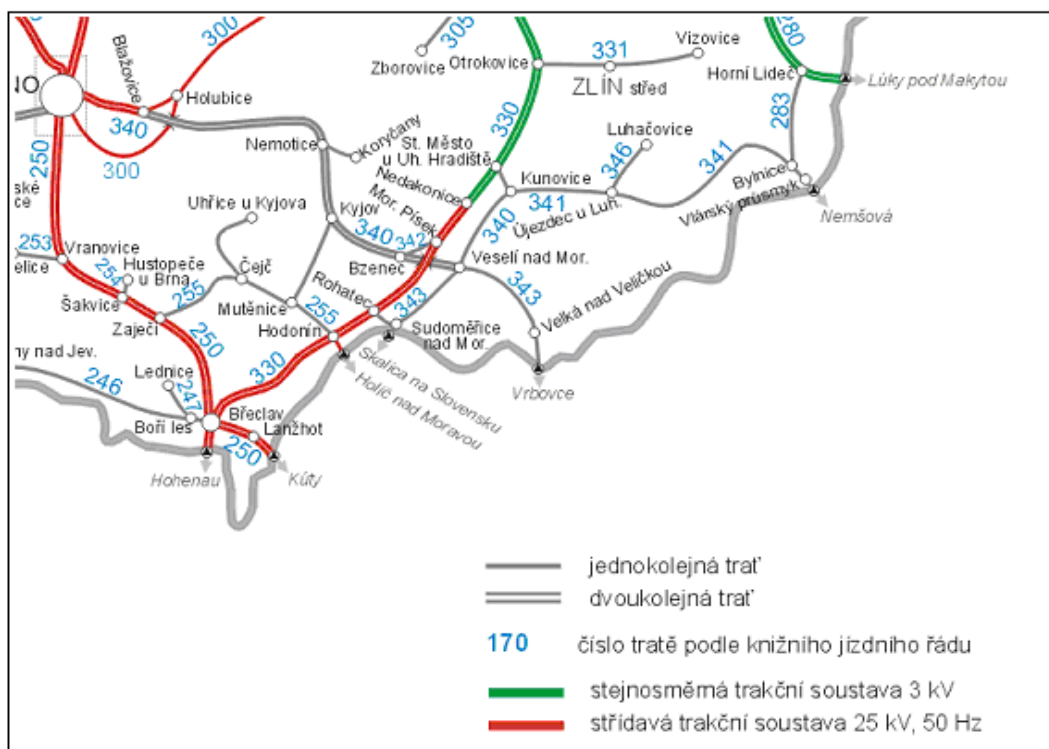 300
305
280
331
Vizovice
Zborovice
Otrokovice
ZLÍN střed
Horní Lideč
Lúky pod Makytou
NO
Blažovice
Holubice
340
300
250
Nemotice
Koryčany
St. Město
u Uh. Hradiště
330
Luhačovice
346
341
283
Bylnice
Vlárský průsmyk
Nemšová
Nedakonice
Kunovice
341
Újezdec u Luh.
Mor. Písek
ské
ice
Uhřice u Kyjova
Kyjov
340
342
340
Bzenec
Veselí nad Mor.
253
Vranovice
elice
254
Hustopeče
u Brna
Čejč
Šakvice
255
Mutěnice
Rohatec
343
343
Velká nad Veličkou
Zaječí
255
Hodonín
Sudoměřice
nad Mor.
250
330
Skalica na Slovensku
Holíč nad Moravou
Vrbovce
ny nad Jev.
246
Lednice
247
Boří les
Břeclav
Lanžhot
250
Hohenau
Kúty
jednokolejná trať
dvoukolejná trať
170 číslo tratě podle knižního jízdního řádu
stejnosměrná trakční soustava 3 kV
střídavá trakční soustava 25 kV, 50 Hz